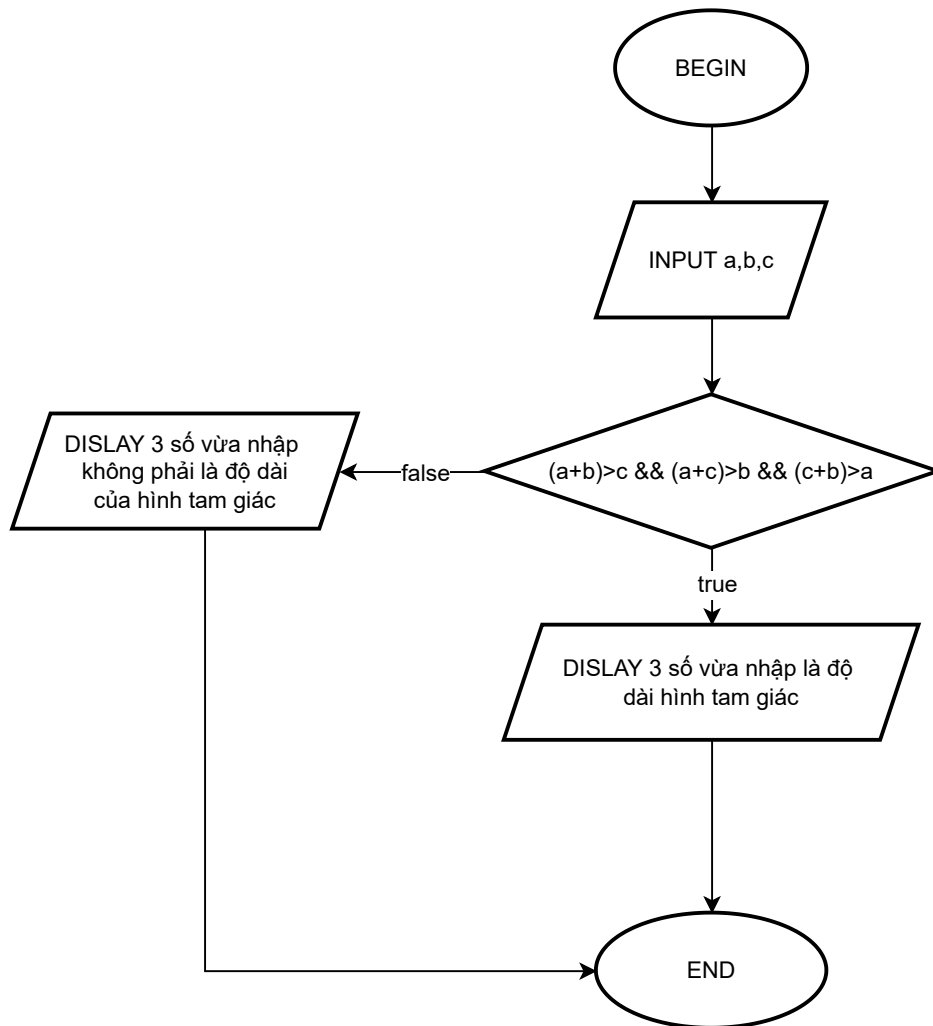 BEGIN
INPUT a,b,c
(a+b)>c && (a+c)>b && (c+b)>a
false
DISLAY 3 số vừa nhập
không phải là độ dài
của hình tam giác
true
DISLAY 3 số vừa nhập là độ
dài hình tam giác
END